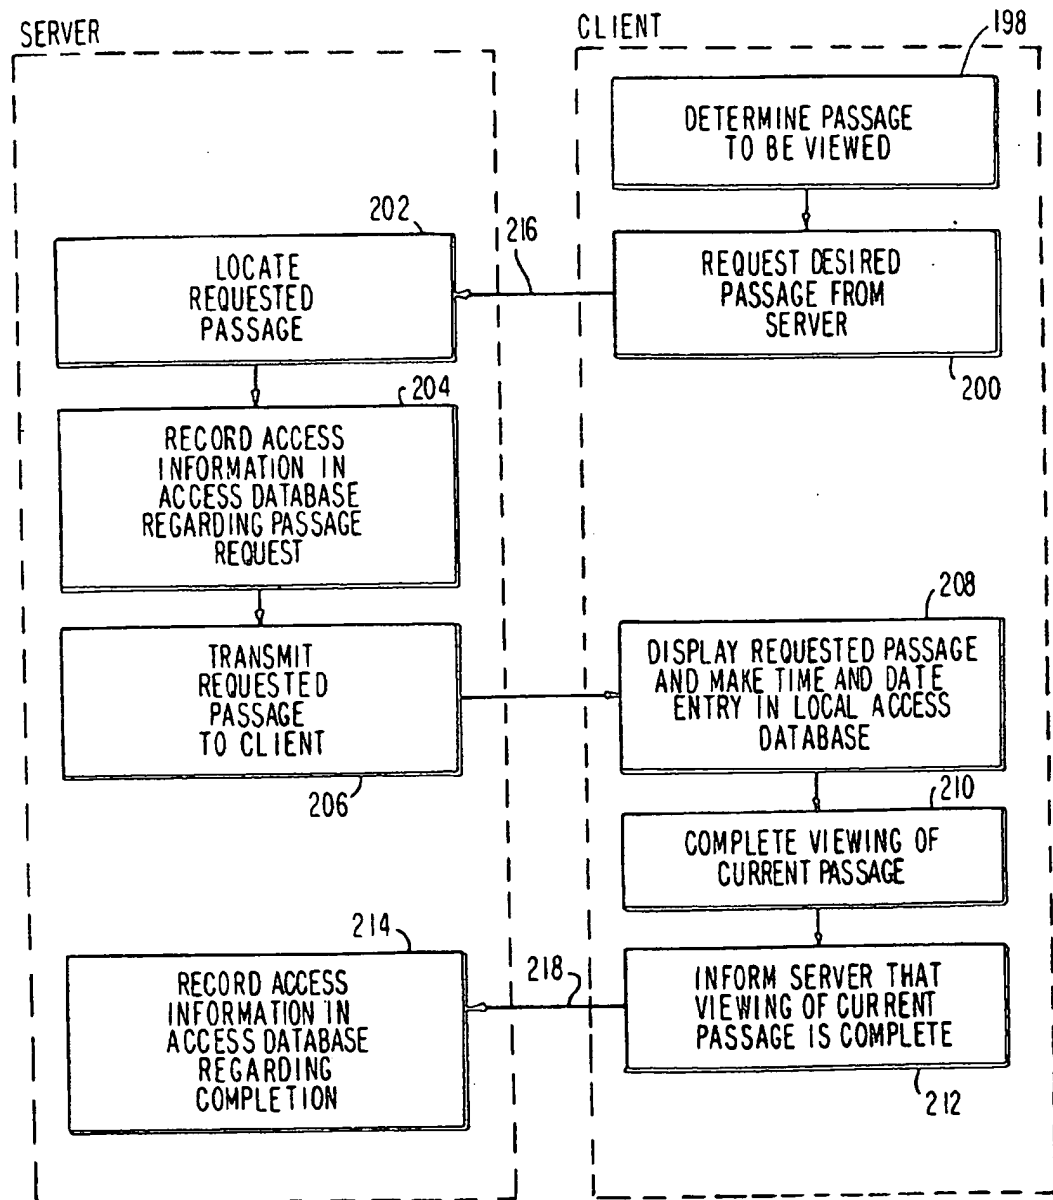 SERVER
CLIENT
198
DETERMINE PASSAGE
TO BE VIEWED
202
216
LOCATE
REQUESTED
PASSAGE
REQUEST DESIRED
PASSAGE FROM
SERVER
200
204
RECORD ACCESS
INFORMATION IN
ACCESS DATABASE
REGARDING PASSAGE
REQUEST
TRANSMIT
REQUESTED
PASSAGE
TO CLIENT
206
208
DISPLAY REQUESTED PASSAGE
AND MAKE TIME AND DATE
ENTRY IN LOCAL ACCESS
DATABASE
210
COMPLETE VIEWING OF
CURRENT PASSAGE
214
218
INFORM SERVER THAT
VIEWING OF CURRENT
PASSAGE IS COMPLETE
212
RECORD ACCESS
INFORMATION IN
ACCESS DATABASE
REGARDING
COMPLETION